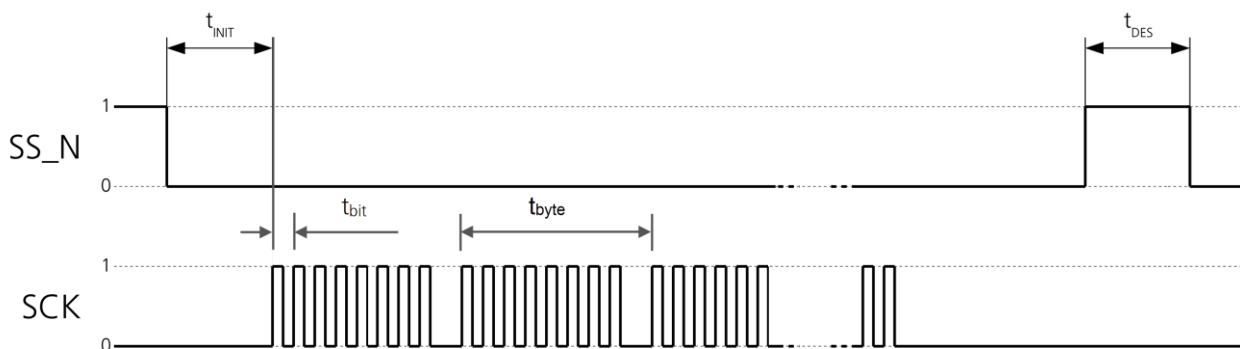 tINIT
tDES
1
SS_N
0
tbit
tbyte
1
SCK
0